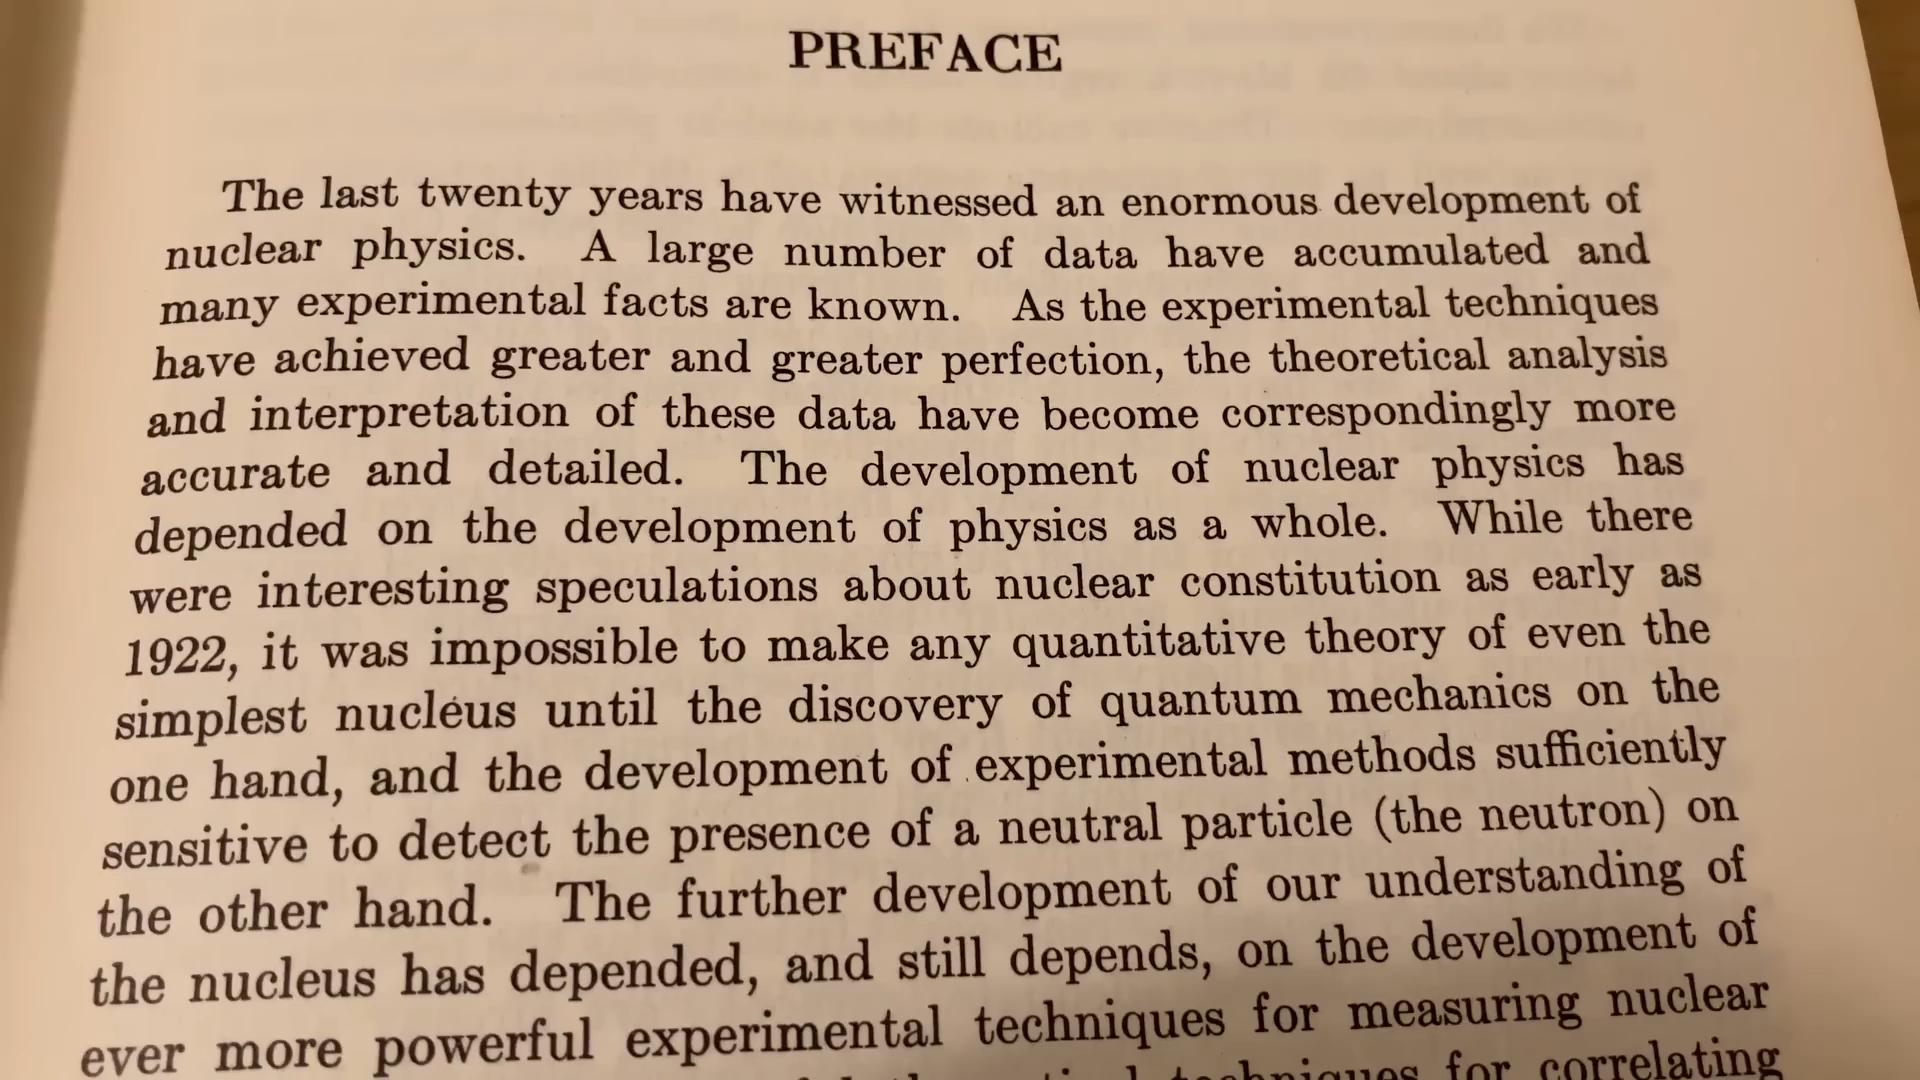 PREFACE
The last twenty years have witnessed an enormous development of
nuclear physics. A large number of data have accumulated and
many experimental facts are known. As the experimental techniques
have achieved greater and greater perfection, the theoretical analysis
and interpretation of these data have become correspondingly more
accurate and detailed. The development of nuclear physics has
depended on the development of physics as a whole. While there
were interesting speculations about nuclear constitution as early as
1922, it was impossible to make any quantitative theory of even the
simplest nucleus until the discovery of quantum mechanics on the
one hand, and the development of experimental methods sufficiently
sensitive to detect the presence of a neutral particle (the neutron) on
the other hand. The further development of our understanding of
the nucleus has depended, and still depends, on the development of
ever more powerful experimental techniques for measuring nuclear
techniques for correlating